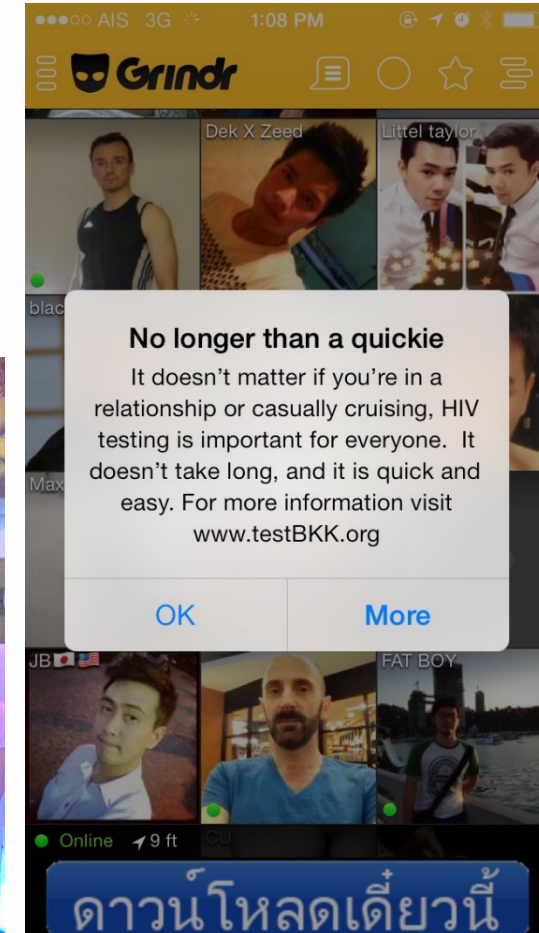 AIS 3G 1:08 PM
Grindr
Dek X Zeed
Littel taylor
blac
No longer than a quickie
It doesn't matter if you're in a
relationship or casually cruising, HIV
testing is important for everyone. It
doesn't take long, and it is quick and
easy. For more information visit
www.testBKK.org
Max
OK More
JB
FAT BOY
Online 9 ft
CU
ดาวน์โหลดเดี๋ยวนี้